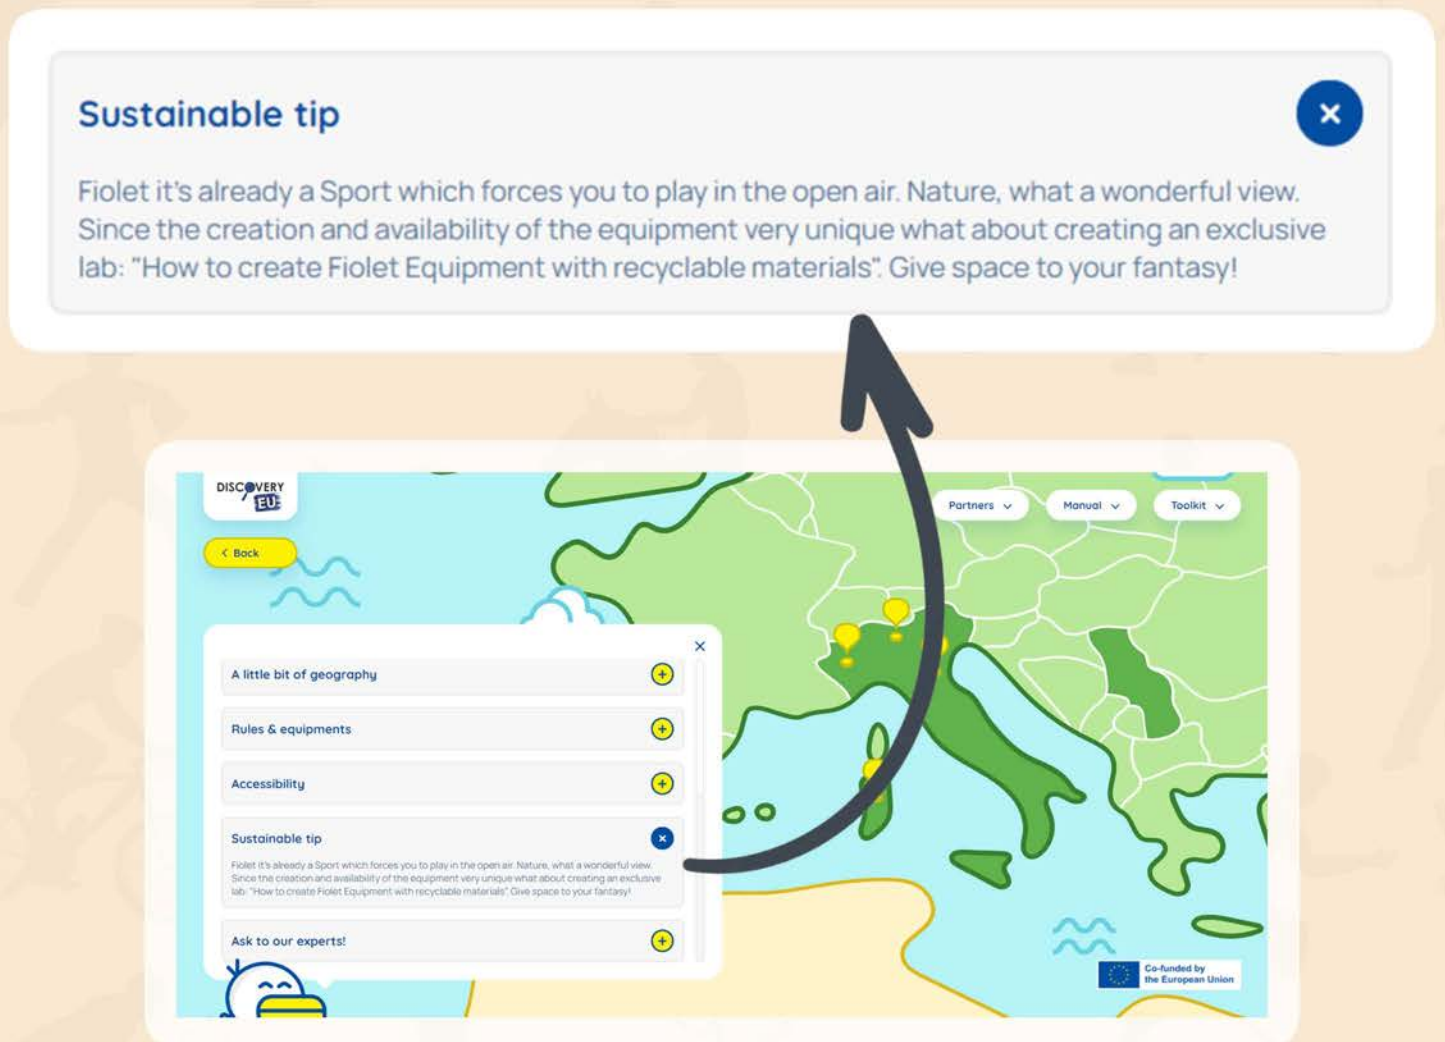 Sustainable tip
Fiolet it's already a Sport which forces you to play in the open air. Nature, what a wonderful view.
Since the creation and availability of the equipment very unique what about creating an exclusive
lab: "How to create Fiolet Equipment with recyclable materials". Give space to your fantasy!
DISCOVERY
EU
Partners
Manual
Toolkit
< Back
A little bit of geography
Rules & equipments
Accessibility
Sustainable tip
Fiolet it's already a Sport which forces you to play in the open air. Nature, what a wonderful view.
Since the creation and availability of the equipment very unique what about creating an exclusive
lab: "How to create Fiolet Equipment with recyclable materials". Give space to your fantasy!
Ask to our experts!
Co-funded by
the European Union